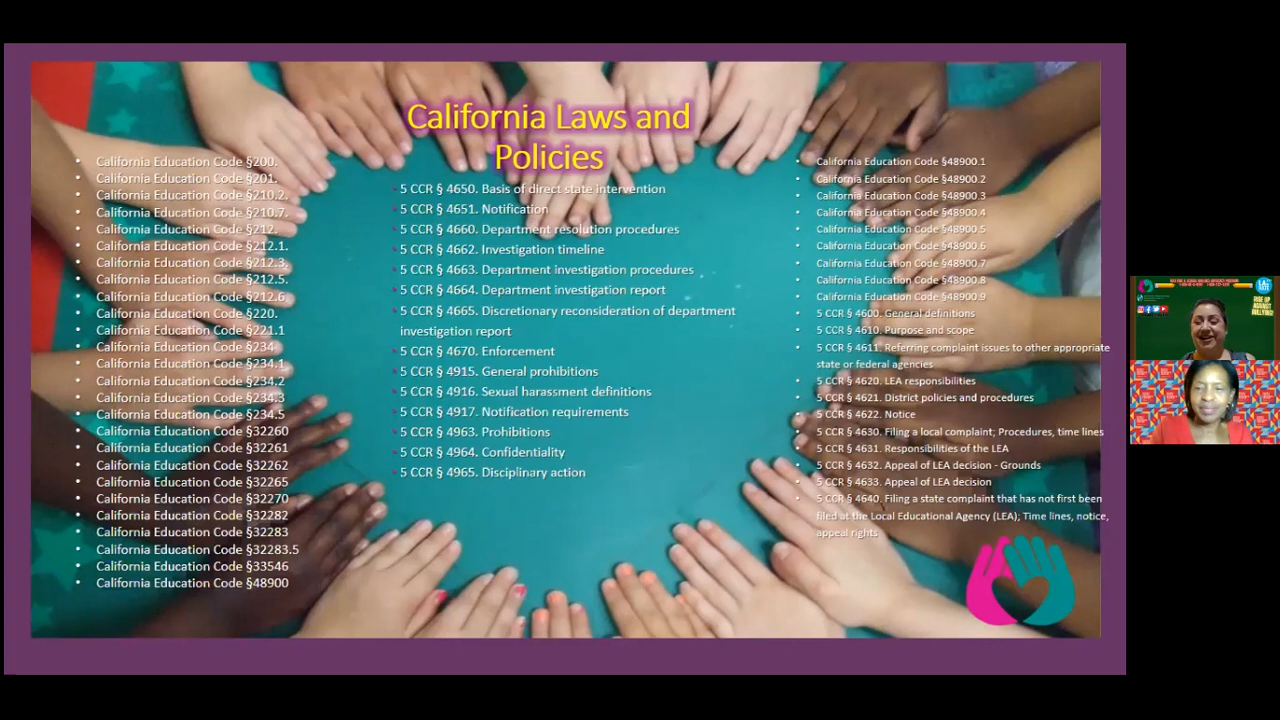 California Laws and
Policies
• California Education Code §200.
• California Education Code §201.
• California Education Code §210.2.
• California Education Code §210.7.
• California Education Code §212.
• California Education Code §212.1.
• California Education Code §212.3.
• California Education Code §212.5.
• California Education Code §212.6.
• California Education Code §220.
• California Education Code §221.1
• California Education Code §234
• California Education Code §234.1
• California Education Code §234.2
• California Education Code §234.3
• California Education Code §234.5
• California Education Code §32260
• California Education Code §32261
• California Education Code §32262
• California Education Code §32265
• California Education Code §32270
• California Education Code §32282
• California Education Code §32283
• California Education Code §32283.5
• California Education Code §33546
• California Education Code §48900
• 5 CCR § 4650. Basis of direct state intervention
• 5 CCR § 4651. Notification
• 5 CCR § 4660. Department resolution procedures
• 5 CCR § 4662. Investigation timeline
• 5 CCR § 4663. Department investigation procedures
• 5 CCR § 4664. Department investigation report
• 5 CCR § 4665. Discretionary reconsideration of department
investigation report
• 5 CCR § 4670. Enforcement
• 5 CCR § 4915. General prohibitions
• 5 CCR § 4916. Sexual harassment definitions
• 5 CCR § 4917. Notification requirements
• 5 CCR § 4963. Prohibitions
• 5 CCR § 4964. Confidentiality
• 5 CCR § 4965. Disciplinary action
• California Education Code §48900.1
• California Education Code §48900.2
• California Education Code §48900.3
• California Education Code §48900.4
• California Education Code §48900.5
• California Education Code §48900.6
• California Education Code §48900.7
• California Education Code §48900.8
• California Education Code §48900.9
• 5 CCR § 4600. General definitions
• 5 CCR § 4610. Purpose and scope
• 5 CCR § 4611. Referring complaint issues to other appropriate
state or federal agencies
• 5 CCR § 4620. LEA responsibilities
• 5 CCR § 4621. District policies and procedures
• 5 CCR § 4622. Notice
• 5 CCR § 4630. Filing a local complaint; Procedures, time lines
• 5 CCR § 4631. Responsibilities of the LEA
• 5 CCR § 4632. Appeal of LEA decision - Grounds
• 5 CCR § 4633. Appeal of LEA decision
• 5 CCR § 4640. Filing a state complaint that has not first been
filed at the Local Educational Agency (LEA); Time lines, notice,
appeal rights
RISE UP
AGAINST
BULLYING